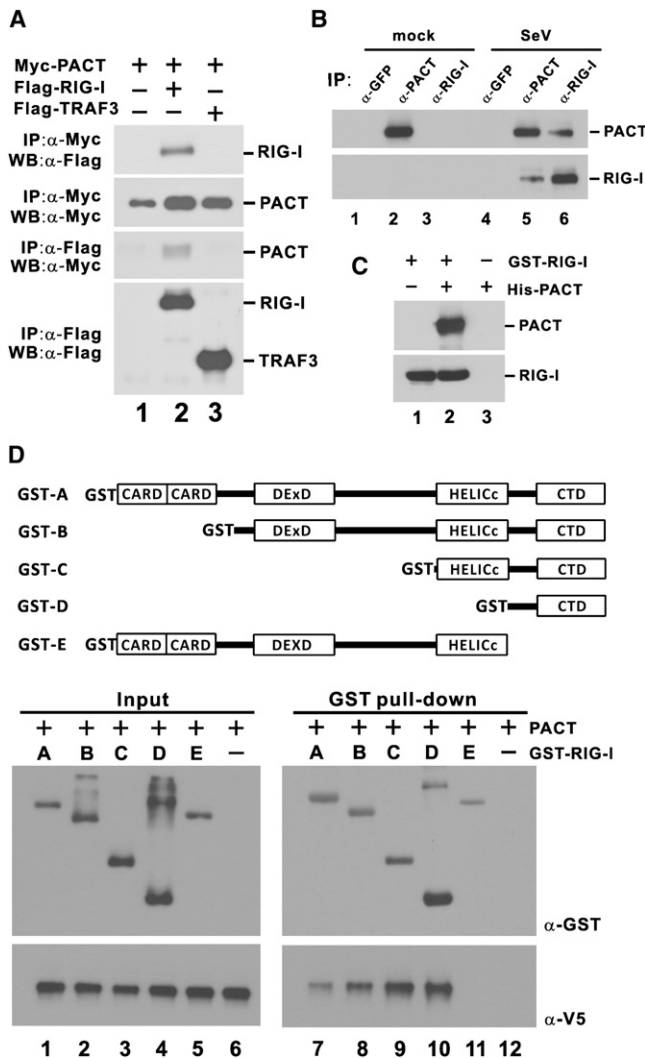 A
Myc-PACT + + +
Flag-RIG-I – + –
Flag-TRAF3 – – +
IP:α-Myc
WB:α-Flag
RIG-I
IP:α-Myc
WB:α-Myc
PACT
IP:α-Flag
WB:α-Myc
PACT
IP:α-Flag
WB:α-Flag
RIG-I
TRAF3
1 2 3
B
mock SeV
IP: α-GFP α-PACT α-RIG-I α-GFP α-PACT α-RIG-I
PACT
RIG-I
1 2 3 4 5 6
C
+ + – GST-RIG-I
– + + His-PACT
PACT
RIG-I
1 2 3
D
GST-A GST CARD CARD DExD HELICc CTD
GST-B GST DExD HELICc CTD
GST-C GST HELICc CTD
GST-D GST CTD
GST-E GST CARD CARD DEXD HELICc
Input GST pull-down
+ + + + + + + + + + + + PACT
A B C D E – A B C D E – GST-RIG-I
α-GST
α-V5
1 2 3 4 5 6 7 8 9 10 11 12